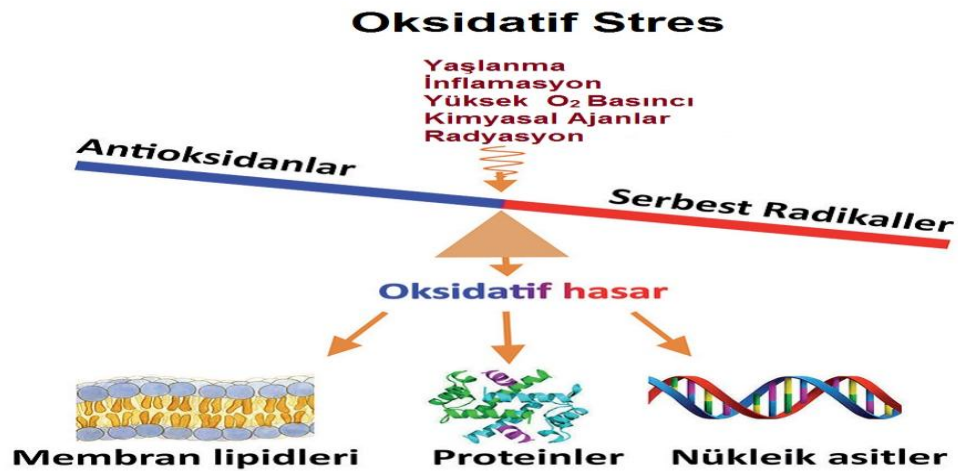 Oksidatif Stres
Yaşlanma
İnflamasyon
Yüksek O₂ Basıncı
Kimyasal Ajanlar
Radyasyon
Antioksidanlar
Serbest Radikaller
Oksidatif hasar
Membran lipidleri
Proteinler
Nükleik asitler